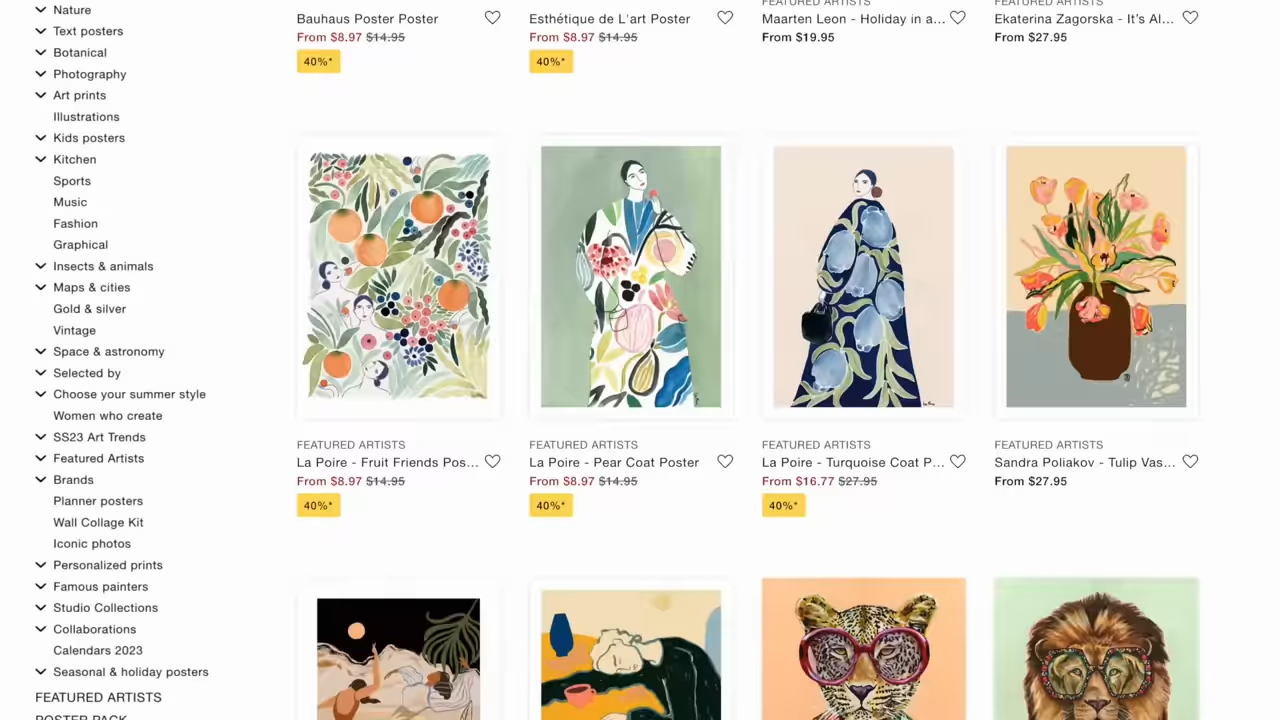 Nature
Text posters
Botanical
Photography
Art prints
Illustrations
Kids posters
Kitchen
Sports
Music
Fashion
Graphical
Insects & animals
Maps & cities
Gold & silver
Vintage
Space & astronomy
Selected by
Choose your summer style
Women who create
SS23 Art Trends
Featured Artists
Brands
Planner posters
Wall Collage Kit
Iconic photos
Personalized prints
Famous painters
Studio Collections
Collaborations
Calendars 2023
Seasonal & holiday posters
FEATURED ARTISTS
POSTER PACK
Bauhaus Poster Poster
From $8.97 $14.95
40%*
Esthétique de L'art Poster
From $8.97 $14.95
40%*
FEATURED ARTISTS
Maarten Leon - Holiday in a...
From $19.95
FEATURED ARTISTS
Ekaterina Zagorska - It's Al...
From $27.95
FEATURED ARTISTS
La Poire - Fruit Friends Pos...
From $8.97 $14.95
40%*
FEATURED ARTISTS
La Poire - Pear Coat Poster
From $8.97 $14.95
40%*
FEATURED ARTISTS
La Poire - Turquoise Coat P...
From $16.77 $27.95
40%*
FEATURED ARTISTS
Sandra Poliakov - Tulip Vas...
From $27.95